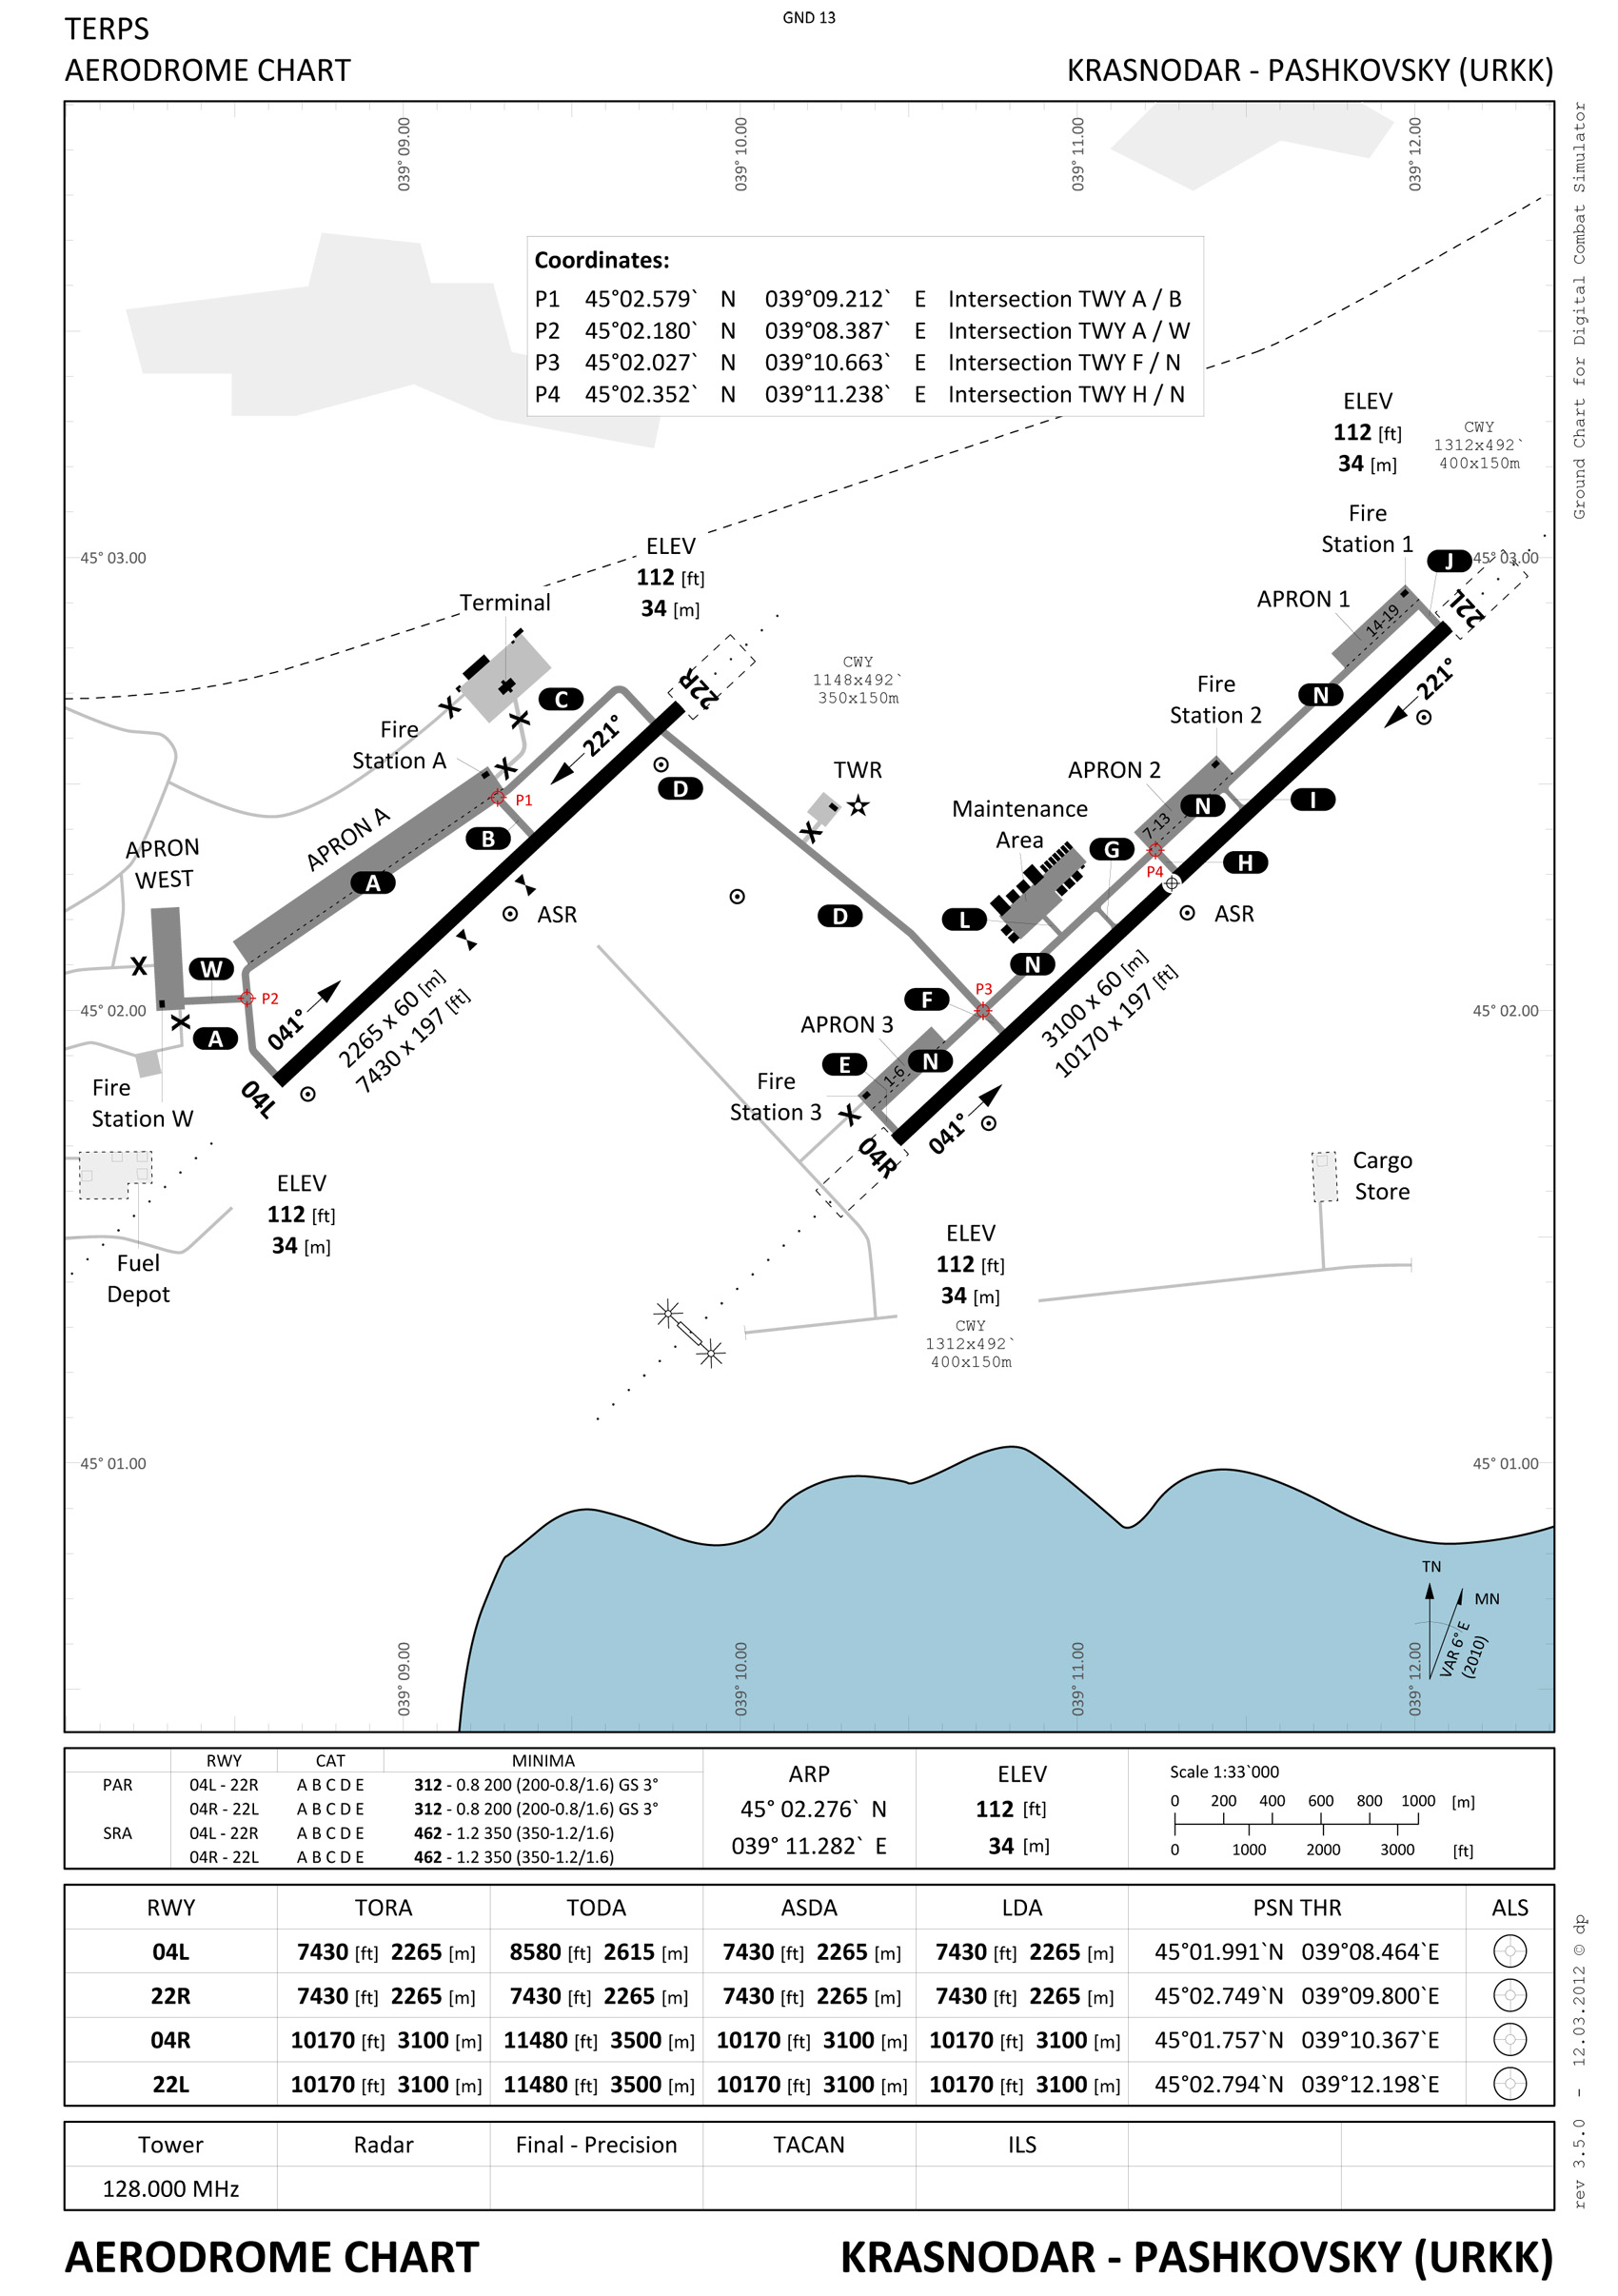 GND 13
TERPS
AERODROME CHART
KRASNODAR - PASHKOVSKY (URKK)
Ground Chart for Digital Combat Simulator
039° 09.00
039° 10.00
039° 11.00
039° 12.00
Coordinates:
P1 45°02.579` N 039°09.212` E Intersection TWY A / B
P2 45°02.180` N 039°08.387` E Intersection TWY A / W
P3 45°02.027` N 039°10.663` E Intersection TWY F / N
P4 45°02.352` N 039°11.238` E Intersection TWY H / N
ELEV
112 [ft]
34 [m]
CWY
1312x492`
400x150m
Fire
Station 1
45° 03.00
45° 03.00
J
22L
APRON 1
14-19
ELEV
112 [ft]
34 [m]
Terminal
CWY
1148x492`
350x150m
22R
C
X
X
X
221°
221°
N
Fire
Station 2
Fire
Station A
P1
D
TWR
APRON 2
N
7-13
I
Maintenance
Area
X
B
APRON A
A
APRON
WEST
G
P4
H
ASR
D
L
ASR
N
X
W
P2
P3
F
45° 02.00
45° 02.00
X
A
041°
2265 x 60 [m]
7430 x 197 [ft]
3100 x 60 [m]
10170 x 197 [ft]
APRON 3
N
E
1-6
Fire
Station 3
X
041°
04R
04L
Fire
Station W
Fuel
Depot
ELEV
112 [ft]
34 [m]
Cargo
Store
ELEV
112 [ft]
34 [m]
CWY
1312x492`
400x150m
45° 01.00
45° 01.00
TN
MN
VAR 6° E
(2010)
039° 09.00
039° 10.00
039° 11.00
039° 12.00
RWY CAT MINIMA
PAR 04L - 22R A B C D E 312 - 0.8 200 (200-0.8/1.6) GS 3°
04R - 22L A B C D E 312 - 0.8 200 (200-0.8/1.6) GS 3°
SRA 04L - 22R A B C D E 462 - 1.2 350 (350-1.2/1.6)
04R - 22L A B C D E 462 - 1.2 350 (350-1.2/1.6)
ARP
45° 02.276` N
039° 11.282` E
ELEV
112 [ft]
34 [m]
Scale 1:33`000
0 200 400 600 800 1000 [m]
0 1000 2000 3000 [ft]
RWY TORA TODA ASDA LDA PSN THR ALS
04L 7430 [ft] 2265 [m] 8580 [ft] 2615 [m] 7430 [ft] 2265 [m] 7430 [ft] 2265 [m] 45°01.991`N 039°08.464`E
22R 7430 [ft] 2265 [m] 7430 [ft] 2265 [m] 7430 [ft] 2265 [m] 7430 [ft] 2265 [m] 45°02.749`N 039°09.800`E
04R 10170 [ft] 3100 [m] 11480 [ft] 3500 [m] 10170 [ft] 3100 [m] 10170 [ft] 3100 [m] 45°01.757`N 039°10.367`E
22L 10170 [ft] 3100 [m] 11480 [ft] 3500 [m] 10170 [ft] 3100 [m] 10170 [ft] 3100 [m] 45°02.794`N 039°12.198`E
Tower Radar Final - Precision TACAN ILS
128.000 MHz
rev 3.5.0 - 12.03.2012 © dp
AERODROME CHART
KRASNODAR - PASHKOVSKY (URKK)